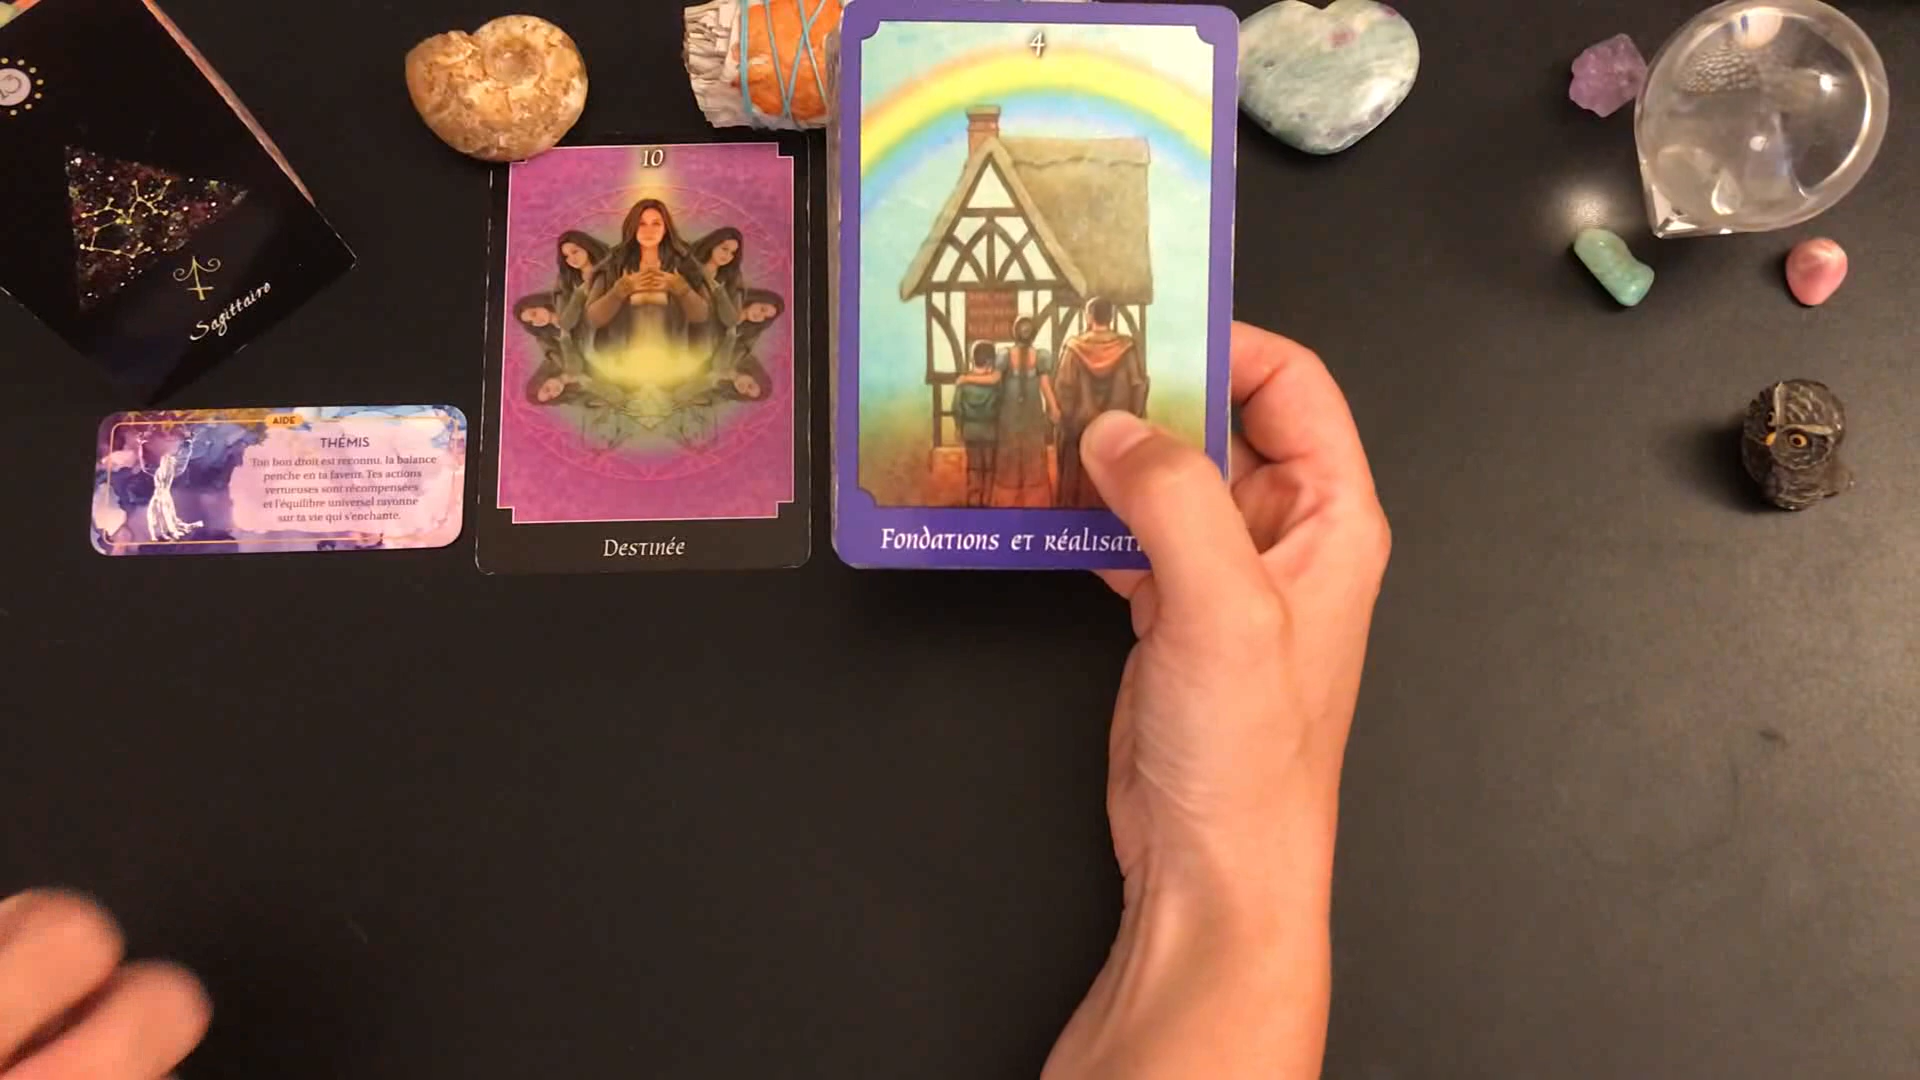 Sagittaire
AIDE
THÉMIS
Ton bon droit est reconnu, la balance
penche en ta faveur. Tes actions
vertueuses sont récompensées
et l'équilibre universel rayonne
sur ta vie qui s'enchante.
10
Destinée
4
Fondations et réalisat